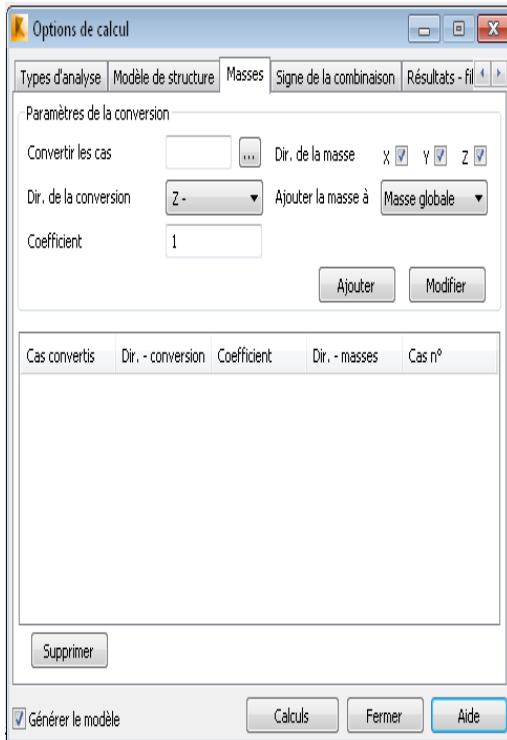 Options de calcul
Types d'analyse Modèle de structure Masses Signe de la combinaison Résultats - fil
Paramètres de la conversion
Convertir les cas ... Dir. de la masse X Y Z
Dir. de la conversion Z - Ajouter la masse à Masse globale
Coefficient 1
Ajouter Modifier
Cas convertis Dir. - conversion Coefficient Dir. - masses Cas nº
Supprimer
Générer le modèle Calculs Fermer Aide